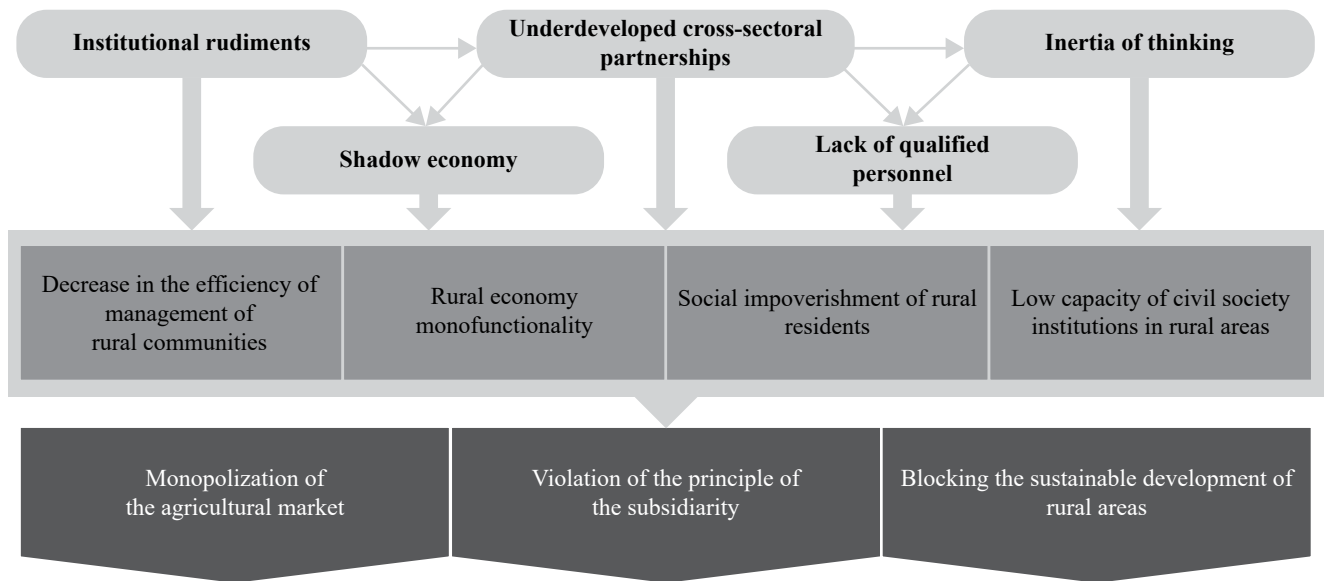 Institutional rudiments
Underdeveloped cross-sectoral
partnerships
Inertia of thinking
Shadow economy
Lack of qualified
personnel
Decrease in the efficiency of
management of
rural communities
Rural economy
monofunctionality
Social impoverishment of rural
residents
Low capacity of civil society
institutions in rural areas
Monopolization of
the agricultural market
Violation of the principle of
the subsidiarity
Blocking the sustainable development of
rural areas